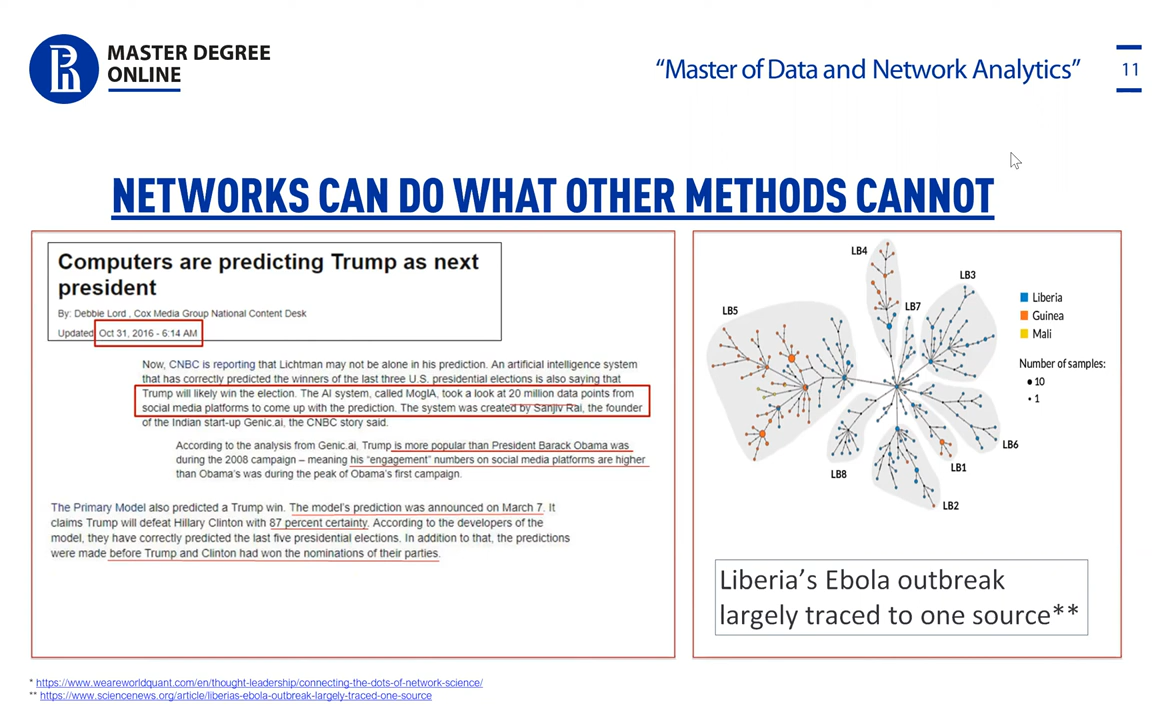 MASTER DEGREE
ONLINE
“Master of Data and Network Analytics”
11
NETWORKS CAN DO WHAT OTHER METHODS CANNOT
Computers are predicting Trump as next
president
By: Debbie Lord , Cox Media Group National Content Desk
Updated: Oct 31, 2016 - 6:14 AM
Now, CNBC is reporting that Lichtman may not be alone in his prediction. An artificial intelligence system
that has correctly predicted the winners of the last three U.S. presidential elections is also saying that
Trump will likely win the election. The AI system, called MogIA, took a look at 20 million data points from
social media platforms to come up with the prediction. The system was created by Sanjiv Rai, the founder
of the Indian start-up Genic.ai, the CNBC story said.
According to the analysis from Genic.ai, Trump is more popular than President Barack Obama was
during the 2008 campaign – meaning his “engagement” numbers on social media platforms are higher
than Obama’s was during the peak of Obama’s first campaign.
The Primary Model also predicted a Trump win. The model’s prediction was announced on March 7. It
claims Trump will defeat Hillary Clinton with 87 percent certainty. According to the developers of the
model, they have correctly predicted the last five presidential elections. In addition to that, the predictions
were made before Trump and Clinton had won the nominations of their parties.
LB4
LB3
LB7
LB5
LB6
LB1
LB8
LB2
Liberia
Guinea
Mali
Number of samples:
10
1
Liberia’s Ebola outbreak
largely traced to one source**
* https://www.weareworldquant.com/en/thought-leadership/connecting-the-dots-of-network-science/
** https://www.sciencenews.org/article/liberias-ebola-outbreak-largely-traced-one-source